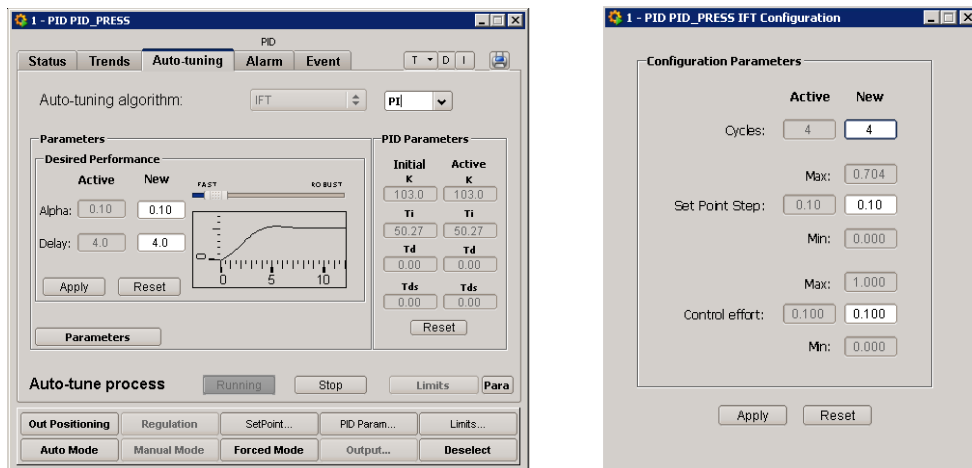 1 - PID PID_PRESS
PID
Status Trends Auto-tuning Alarm Event T D I
Auto-tuning algorithm: IFT PI
Parameters
Desired Performance
Active New
Alpha: 0.10 0.10
Delay: 4.0 4.0
Apply Reset
FAST ROBUST
0
0 5 10
Parameters
PID Parameters
Initial Active
K K
103.0 103.0
Ti Ti
50.27 50.27
Td Td
0.00 0.00
Tds Tds
0.00 0.00
Reset
Auto-tune process Running Stop Limits Para
Out Positioning Regulation SetPoint... PID Param... Limits...
Auto Mode Manual Mode Forced Mode Output... Deselect
1 - PID PID_PRESS IFT Configuration
Configuration Parameters
Active New
Cycles: 4 4
Max: 0.704
Set Point Step: 0.10 0.10
Min: 0.000
Max: 1.000
Control effort: 0.100 0.100
Min: 0.000
Apply Reset